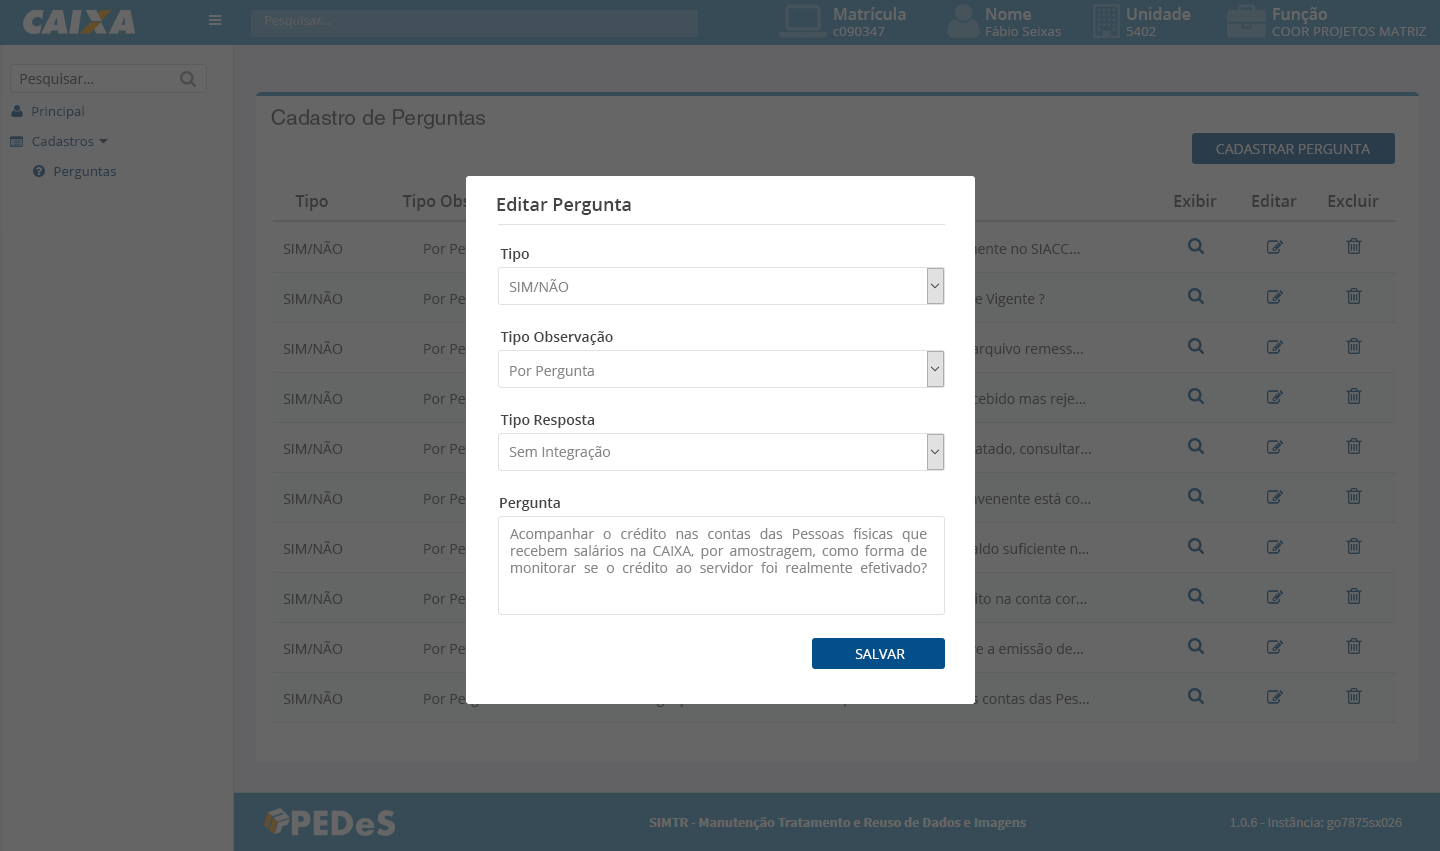 CAIXA
Pesquisar...
Matrícula
c090347
Nome
Fábio Seixas
Unidade
5402
Função
COOR PROJETOS MATRIZ
Pesquisar...
Principal
Cadastros
Perguntas
Cadastro de Perguntas
CADASTRAR PERGUNTA
Tipo Tipo Obs Exibir Editar Excluir
SIM/NÃO Por Pe mente no SIACC...
SIM/NÃO Por Pe e Vigente ?
SIM/NÃO Por Pe arquivo remess...
SIM/NÃO Por Pe cebido mas reje...
SIM/NÃO Por Pe atado, consultar...
SIM/NÃO Por Pe nvenente está co...
SIM/NÃO Por Pe aldo suficiente n...
SIM/NÃO Por Pe ito na conta cor...
SIM/NÃO Por Pe e a emissão de...
SIM/NÃO Por Pe s contas das Pes...
Editar Pergunta
Tipo
SIM/NÃO
Tipo Observação
Por Pergunta
Tipo Resposta
Sem Integração
Pergunta
Acompanhar o crédito nas contas das Pessoas físicas que
recebem salários na CAIXA, por amostragem, como forma de
monitorar se o crédito ao servidor foi realmente efetivado?
SALVAR
PEDeS
SIMTR - Manutenção Tratamento e Reuso de Dados e Imagens
1.0.6 - Instância: go7875sx026